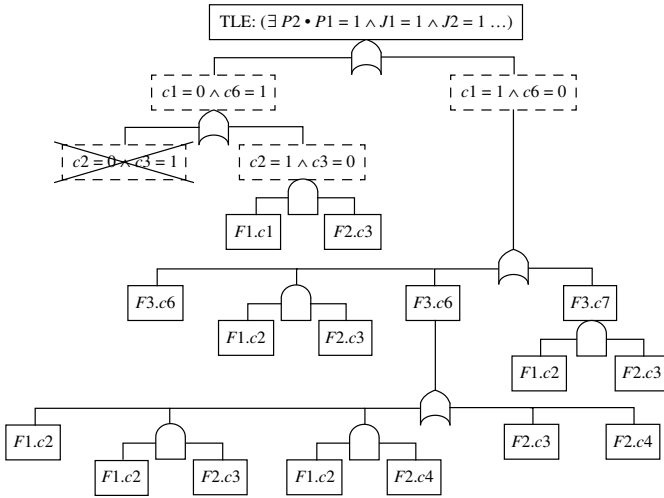 TLE: (∃ P2 • P1 = 1 ∧ J1 = 1 ∧ J2 = 1 ...)
c1 = 0 ∧ c6 = 1
c1 = 1 ∧ c6 = 0
c2 = 0 ∧ c3 = 1
c2 = 1 ∧ c3 = 0
F1.c1
F2.c3
F3.c6
F3.c6
F3.c7
F1.c2
F2.c3
F1.c2
F2.c3
F1.c2
F2.c3
F2.c4
F1.c2
F2.c3
F1.c2
F2.c4